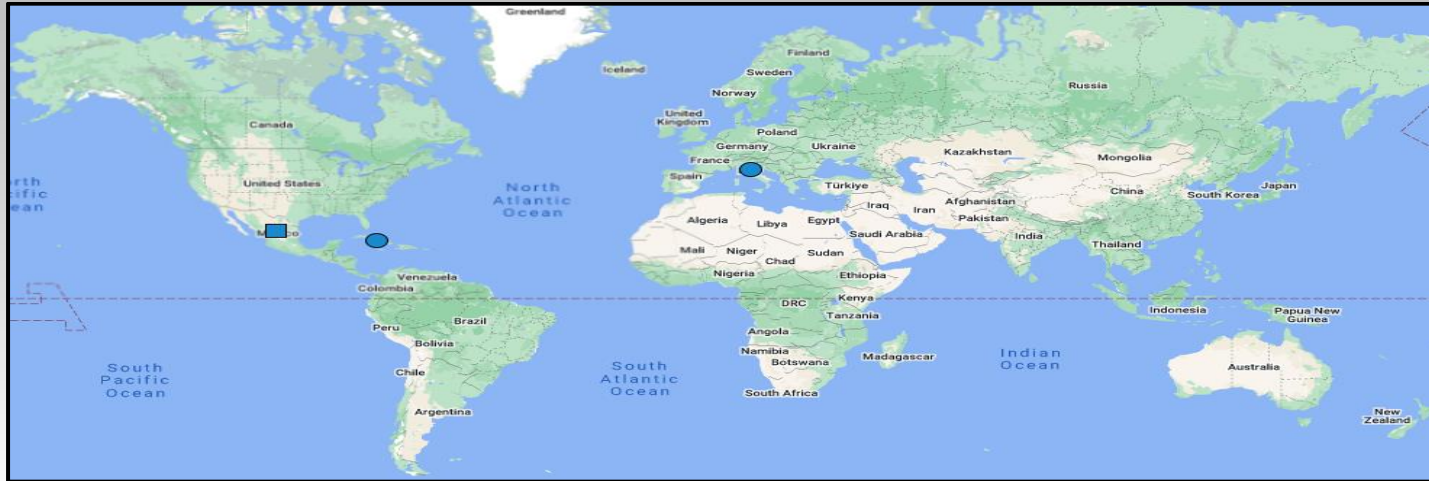 Greenland
Iceland
Finland
Sweden
Norway
Russia
United
Kingdom
Canada
Poland
Germany
Ukraine
France
Kazakhstan
Mongolia
Spain
Türkiye
United States
North
Atlantic
Ocean
China
South Korea
Japan
Iraq
Iran
Afghanistan
Pakistan
Algeria
Libya
Egypt
Saudi Arabia
India
Mali
Niger
Chad
Sudan
Thailand
Nigeria
Ethiopia
Venezuela
Colombia
DRC
Kenya
Tanzania
Indonesia
Papua New
Guinea
Peru
Brazil
Bolivia
Angola
Namibia
Botswana
Madagascar
South
Pacific
Ocean
Chile
South
Atlantic
Ocean
Indian
Ocean
Australia
South Africa
Argentina
New
Zealand